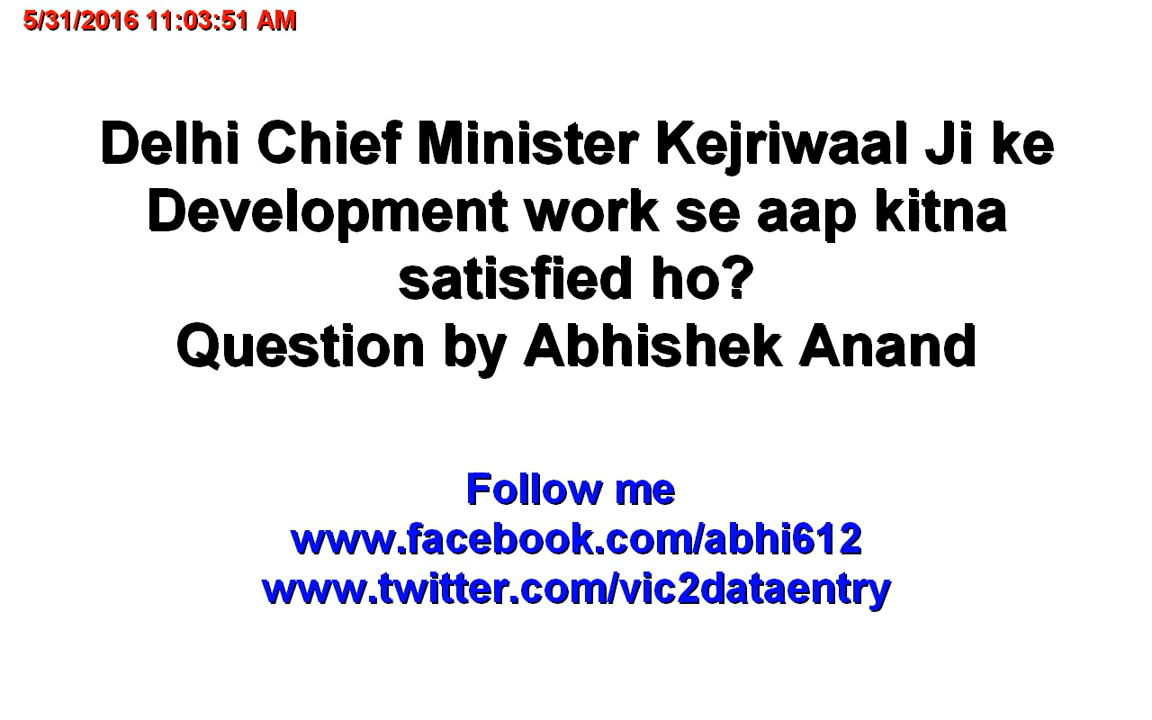 5/31/2016 11:03:51 AM
Delhi Chief Minister Kejriwaal Ji ke
Development work se aap kitna
satisfied ho?
Question by Abhishek Anand
Follow me
www.facebook.com/abhi612
www.twitter.com/vic2dataentry